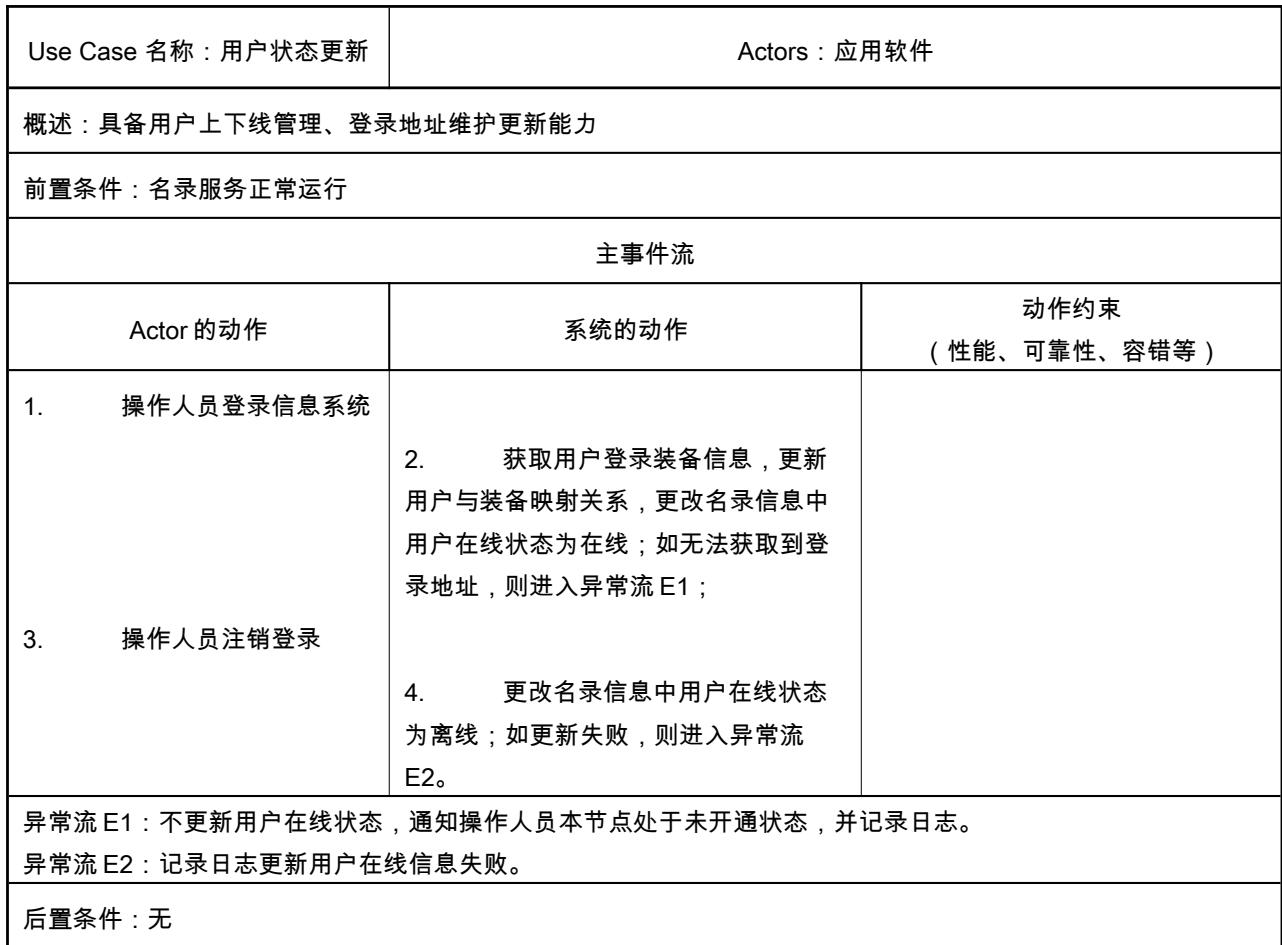 Use Case 名称：用户状态更新
Actors：应用软件
概述：具备用户上下线管理、登录地址维护更新能力
前置条件：名录服务正常运行
主事件流
Actor 的动作
系统的动作
动作约束
（性能、可靠性、容错等）
1. 操作人员登录信息系统
2. 获取用户登录装备信息，更新
用户与装备映射关系，更改名录信息中
用户在线状态为在线；如无法获取到登
录地址，则进入异常流 E1；
3. 操作人员注销登录
4. 更改名录信息中用户在线状态
为离线；如更新失败，则进入异常流
E2。
异常流 E1：不更新用户在线状态，通知操作人员本节点处于未开通状态，并记录日志。
异常流 E2：记录日志更新用户在线信息失败。
后置条件：无